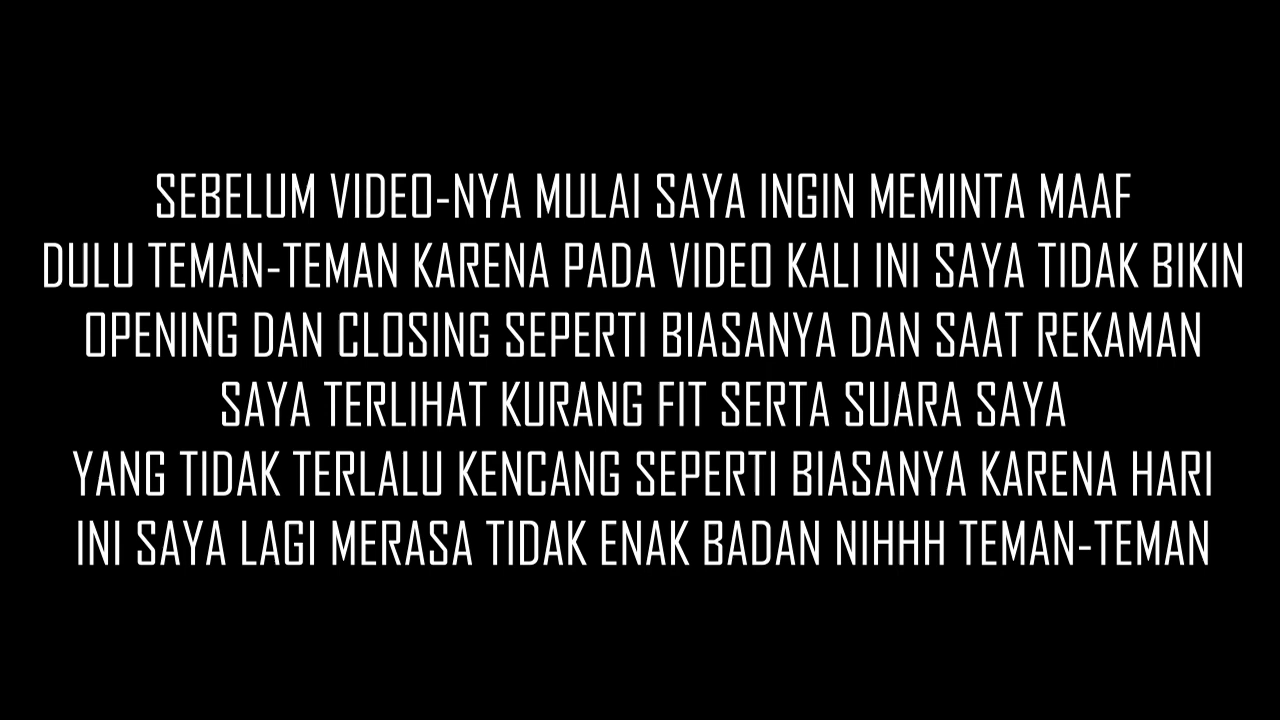 SEBELUM VIDEO-NYA MULAI SAYA INGIN MEMINTA MAAF
DULU TEMAN-TEMAN KARENA PADA VIDEO KALI INI SAYA TIDAK BIKIN
OPENING DAN CLOSING SEPERTI BIASANYA DAN SAAT REKAMAN
SAYA TERLIHAT KURANG FIT SERTA SUARA SAYA
YANG TIDAK TERLALU KENCANG SEPERTI BIASANYA KARENA HARI
INI SAYA LAGI MERASA TIDAK ENAK BADAN NIHHH TEMAN-TEMAN